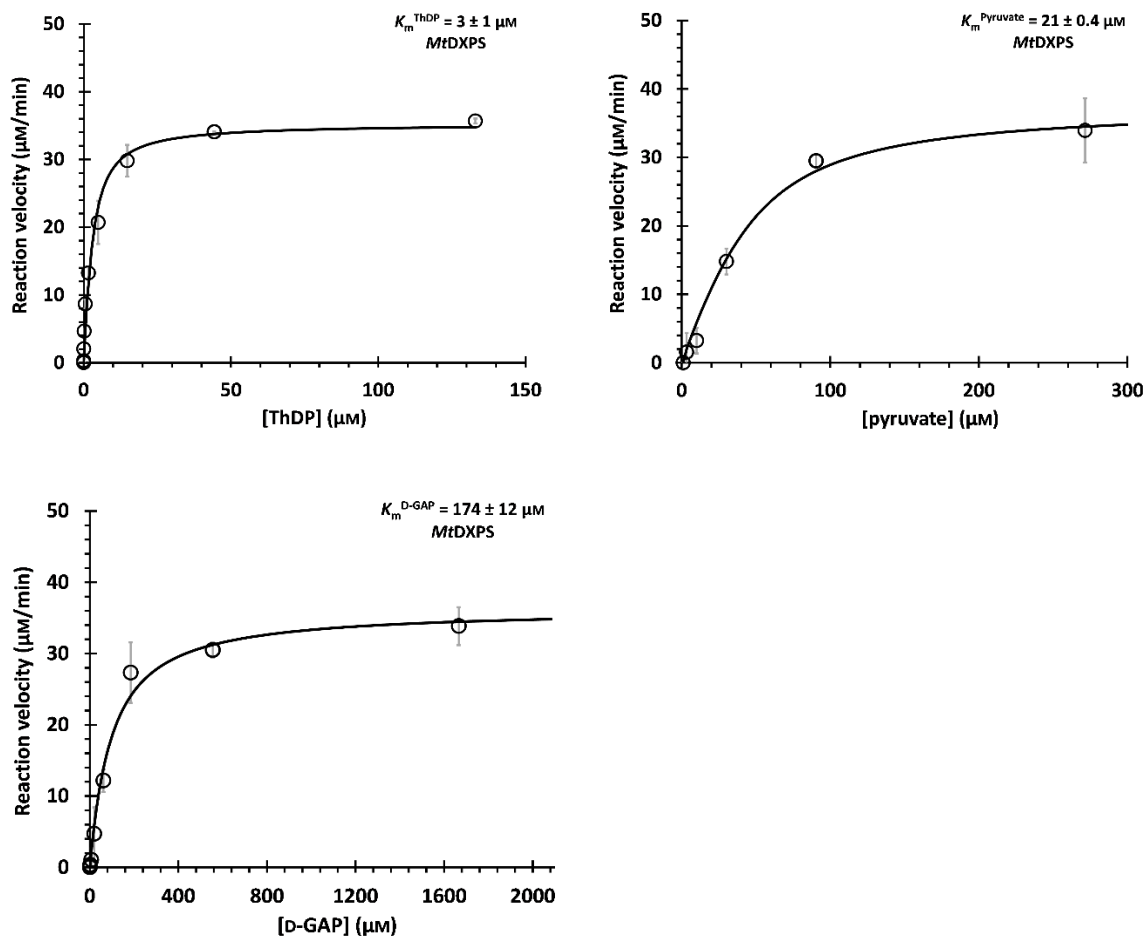 K_m^ThDP = 3 ± 1 μM
MtDXPS
50
40
30
20
10
0
Reaction velocity (μM/min)
0 50 100 150
[ThDP] (μM)
K_m^Pyruvate = 21 ± 0.4 μM
MtDXPS
50
40
30
20
10
0
Reaction velocity (μM/min)
0 100 200 300
[pyruvate] (μM)
K_m^D-GAP = 174 ± 12 μM
MtDXPS
50
40
30
20
10
0
Reaction velocity (μM/min)
0 400 800 1200 1600 2000
[D-GAP] (μM)